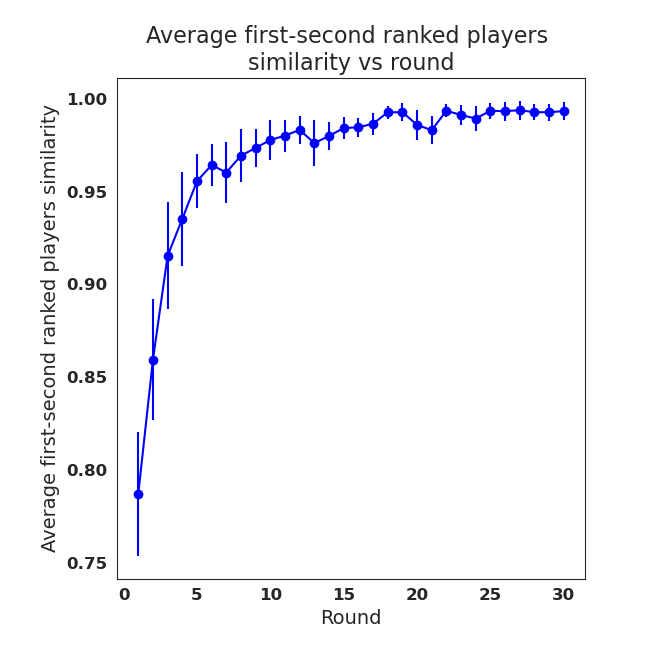 Average first-second ranked players
similarity vs round
Average first-second ranked players similarity
1.00
0.95
0.90
0.85
0.80
0.75
0 5 10 15 20 25 30
Round